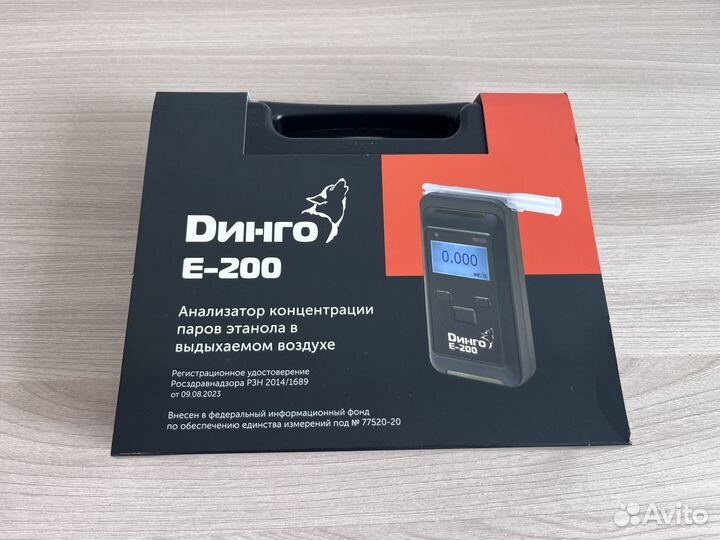 Динго
E-200
Анализатор концентрации
паров этанола в
выдыхаемом воздухе
Регистрационное удостоверение
Росздравнадзора РЗН 2014/1689
от 09.08.2023
Внесен в федеральный информационный фонд
по обеспечению единства измерений под № 77520-20
0.000
мг/л
Динго
E-200
Avito